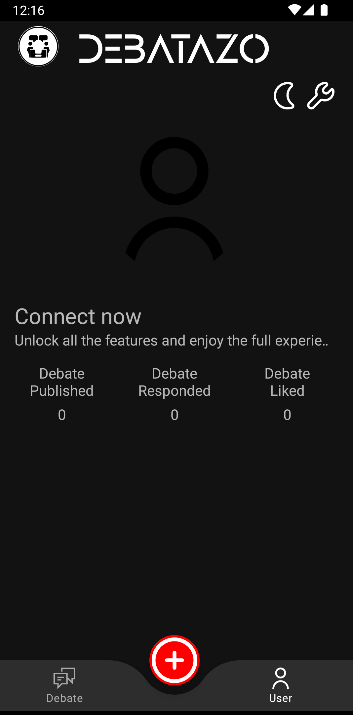 12:16
DEBATAZO
Connect now
Unlock all the features and enjoy the full experie..
Debate
Published
Debate
Responded
Debate
Liked
0
0
0
Debate
User